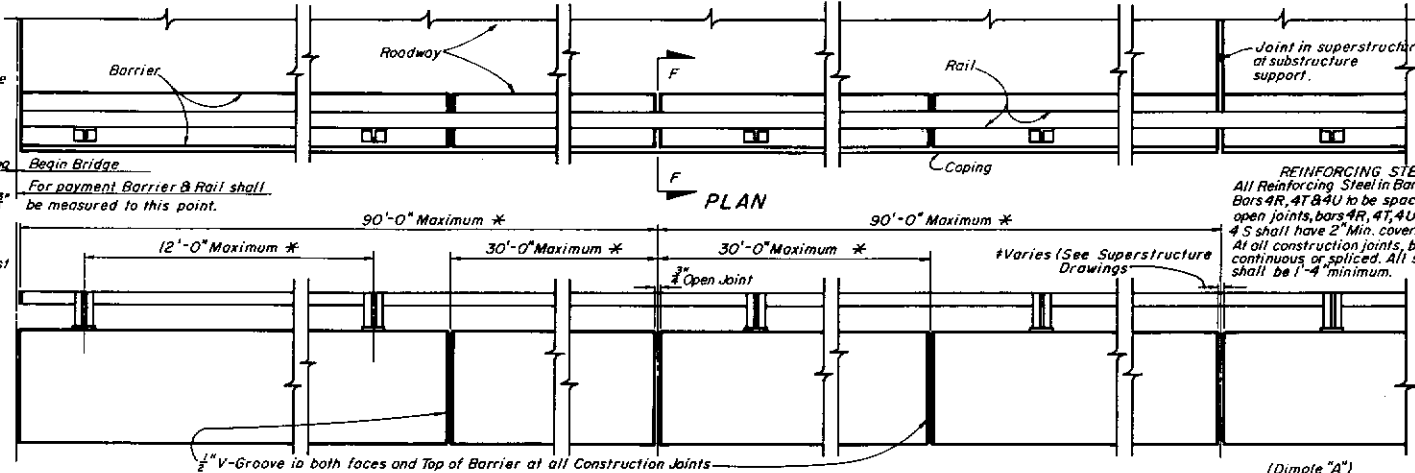 Roadway
Joint in superstructur
at substructure
support.
Barrier
F
Rail
e
Begin Bridge
Coping
For payment Barrier & Rail shall
be measured to this point.
F
PLAN
REINFORCING STE
All Reinforcing Steel in Bar
Bars 4R, 4T & 4U to be spac
open joints, bars 4R, 4T, 4U
4 S shall have 2" Min. cover
At all construction joints, b
continuous or spliced. All s
shall be 1'-4" minimum.
90'-0" Maximum *
90'-0" Maximum *
12'-0" Maximum *
30'-0" Maximum *
30'-0" Maximum *
‡Varies (See Superstructure
Drawings
3/4" Open Joint
1/2" V-Groove in both faces and Top of Barrier at all Construction Joints
(Dimple "A")